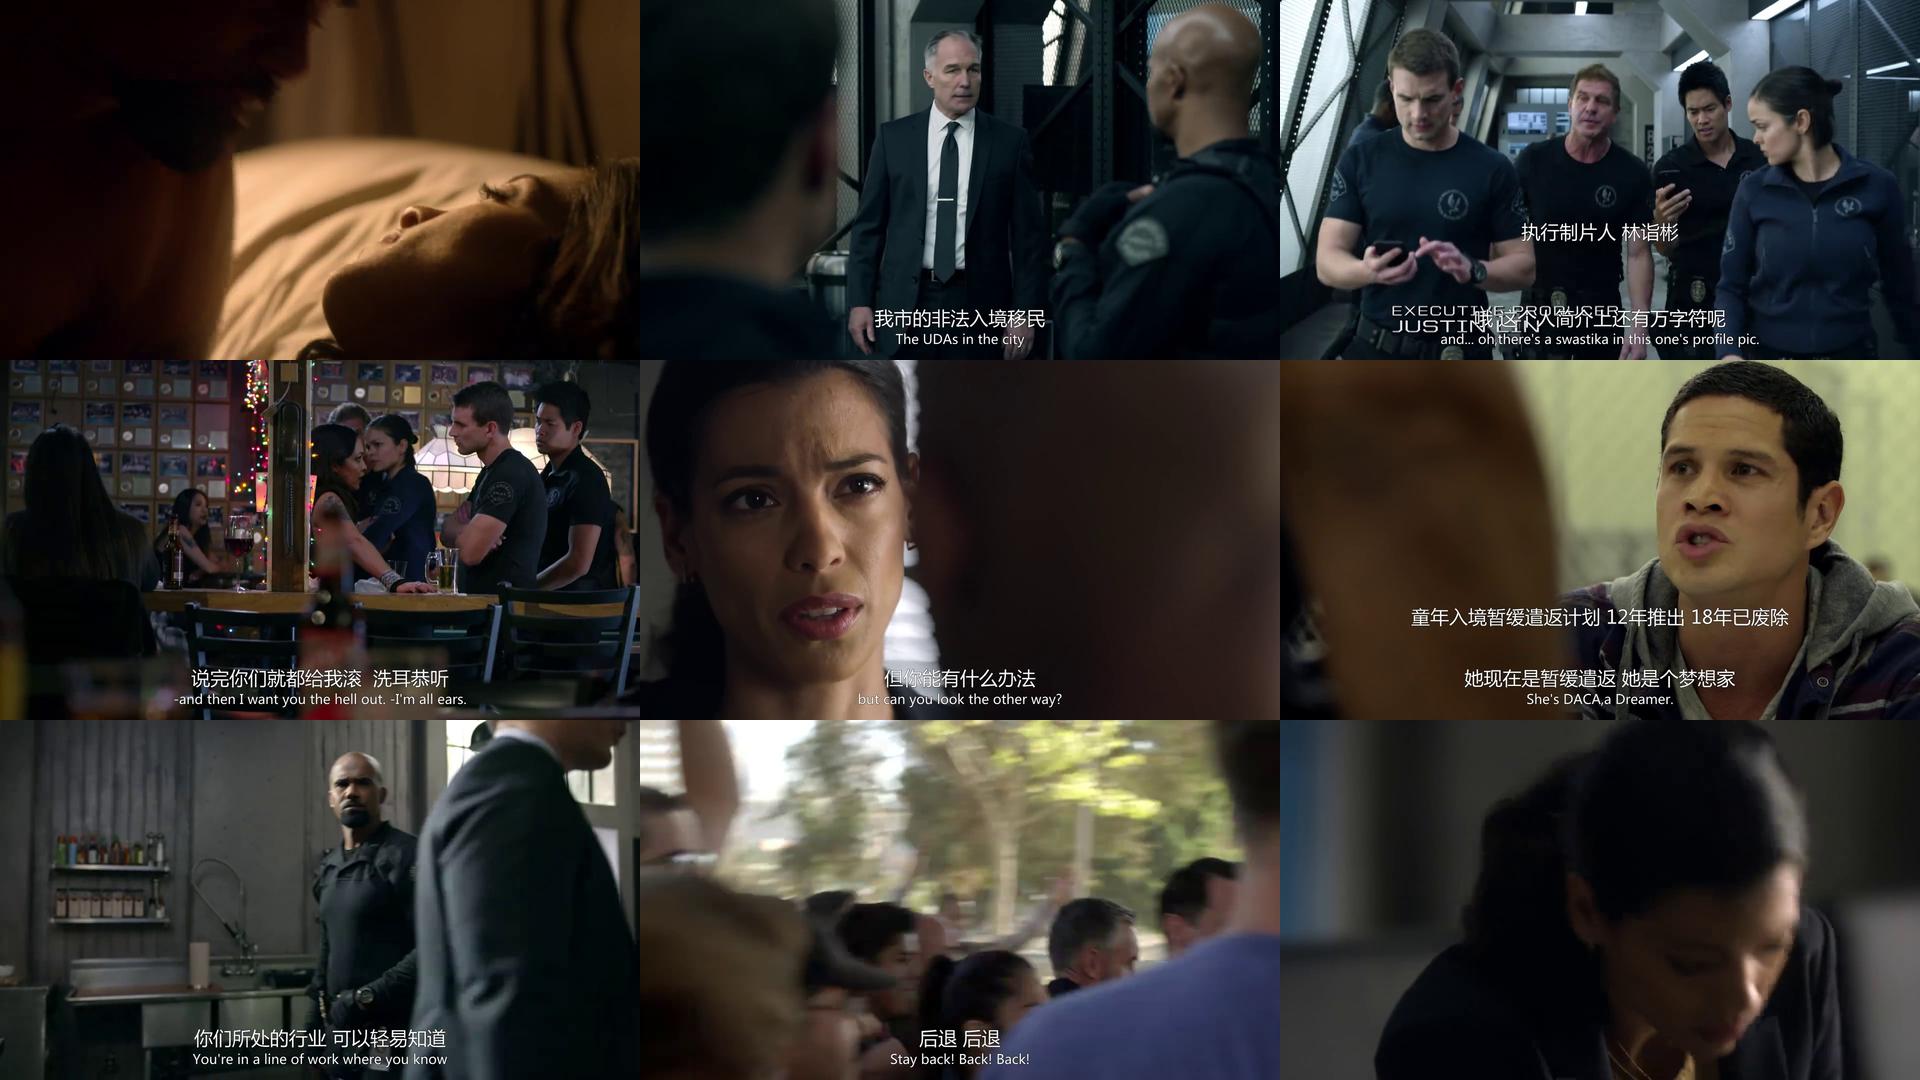 我市的非法入境移民
The UDAs in the city
执行制片人 林诣彬
EXECUTIVE PRODUCER
JUSTIN LIN
这个人简介上还有万字符呢
and... oh,there's a swastika in this one's profile pic.
说完你们就都给我滚 洗耳恭听
-and then I want you the hell out. -I'm all ears.
但你能有什么办法
but can you look the other way?
童年入境暂缓遣返计划 12年推出 18年已废除
她现在是暂缓遣返 她是个梦想家
She's DACA,a Dreamer.
你们所处的行业 可以轻易知道
You're in a line of work where you know
后退 后退
Stay back! Back! Back!